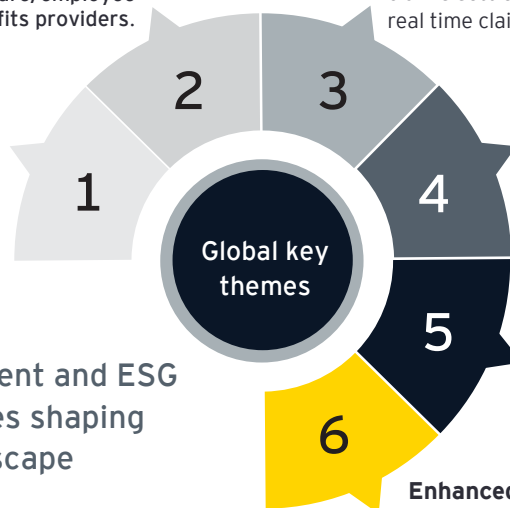 fits providers.
real time clai
2
3
1
4
Global key
themes
5
ent and ESG
es shaping
scape
6
Enhanced